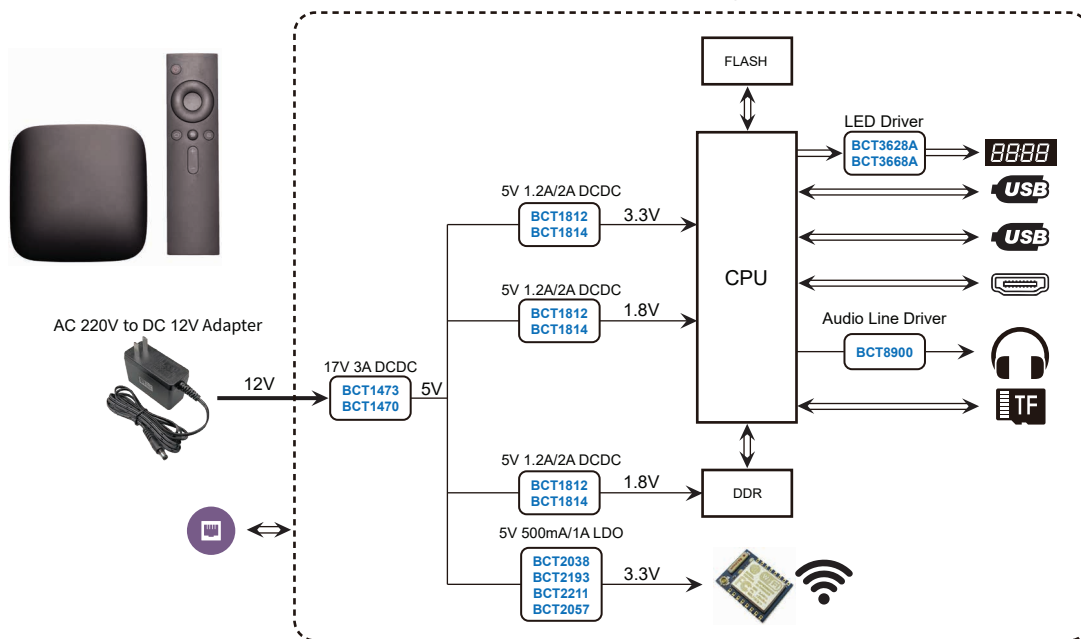 FLASH
LED Driver
BCT3628A
BCT3668A
88:88
5V 1.2A/2A DCDC
BCT1812
BCT1814
3.3V
USB
USB
CPU
5V 1.2A/2A DCDC
BCT1812
BCT1814
1.8V
AC 220V to DC 12V Adapter
Audio Line Driver
BCT8900
12V
17V 3A DCDC
BCT1473
BCT1470
5V
TF
5V 1.2A/2A DCDC
BCT1812
BCT1814
1.8V
DDR
5V 500mA/1A LDO
BCT2038
BCT2193
BCT2211
BCT2057
3.3V